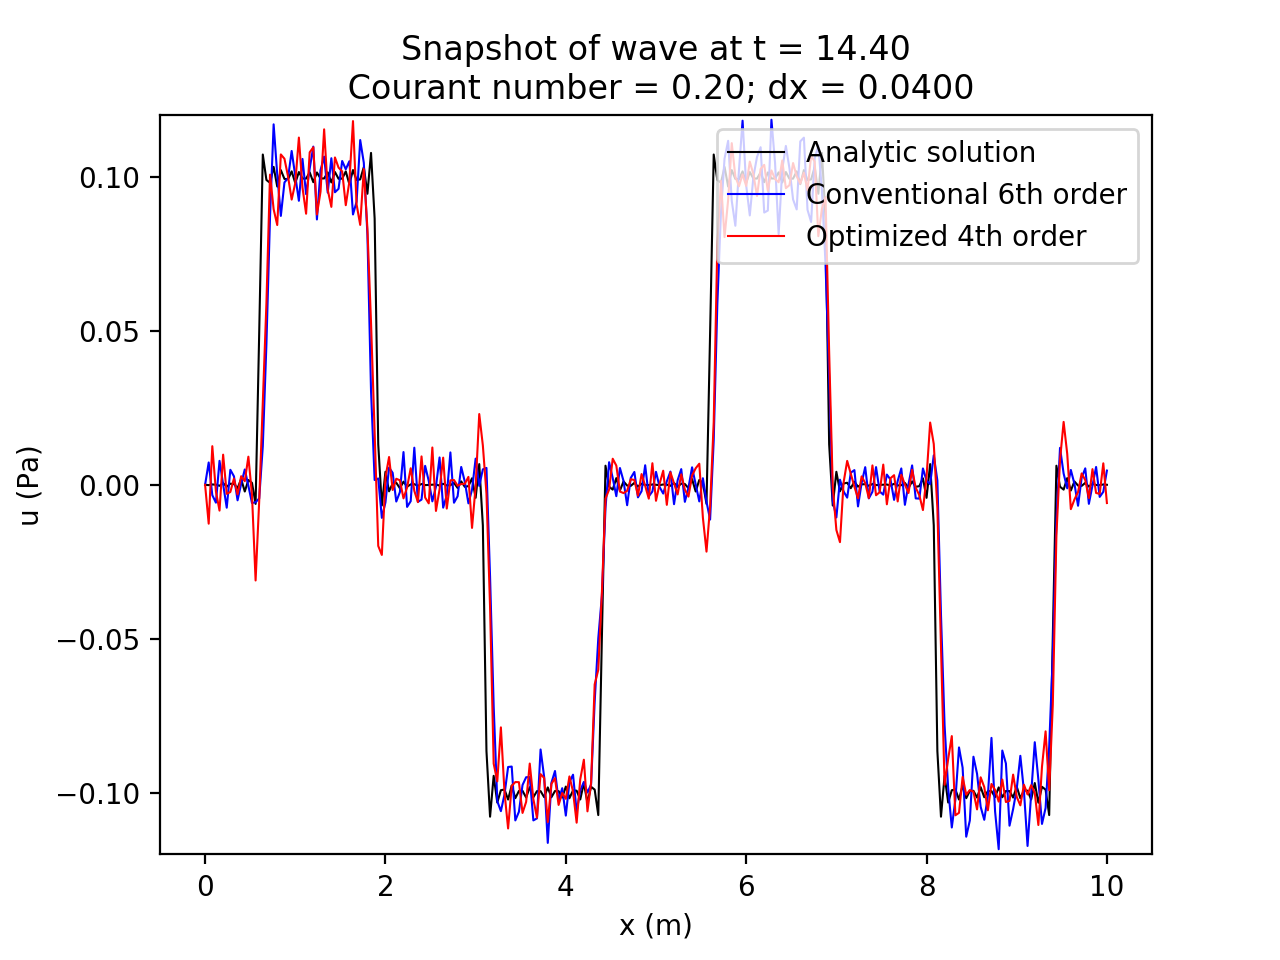 Snapshot of wave at t = 14.40
Courant number = 0.20; dx = 0.0400
Analytic solution
Conventional 6th order
Optimized 4th order
u (Pa)
0.10
0.05
0.00
−0.05
−0.10
0 2 4 6 8 10
x (m)